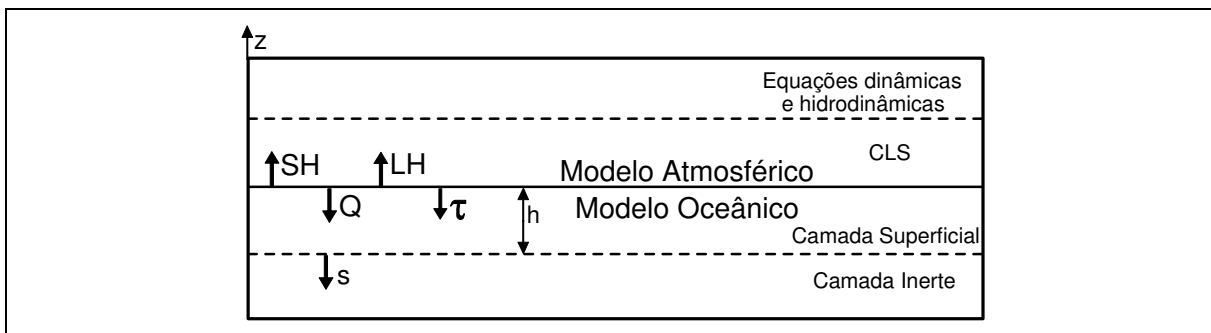 z
Equações dinâmicas
e hidrodinâmicas
CLS
SH
LH
Modelo Atmosférico
Q
τ
h
Modelo Oceânico
Camada Superficial
s
Camada Inerte